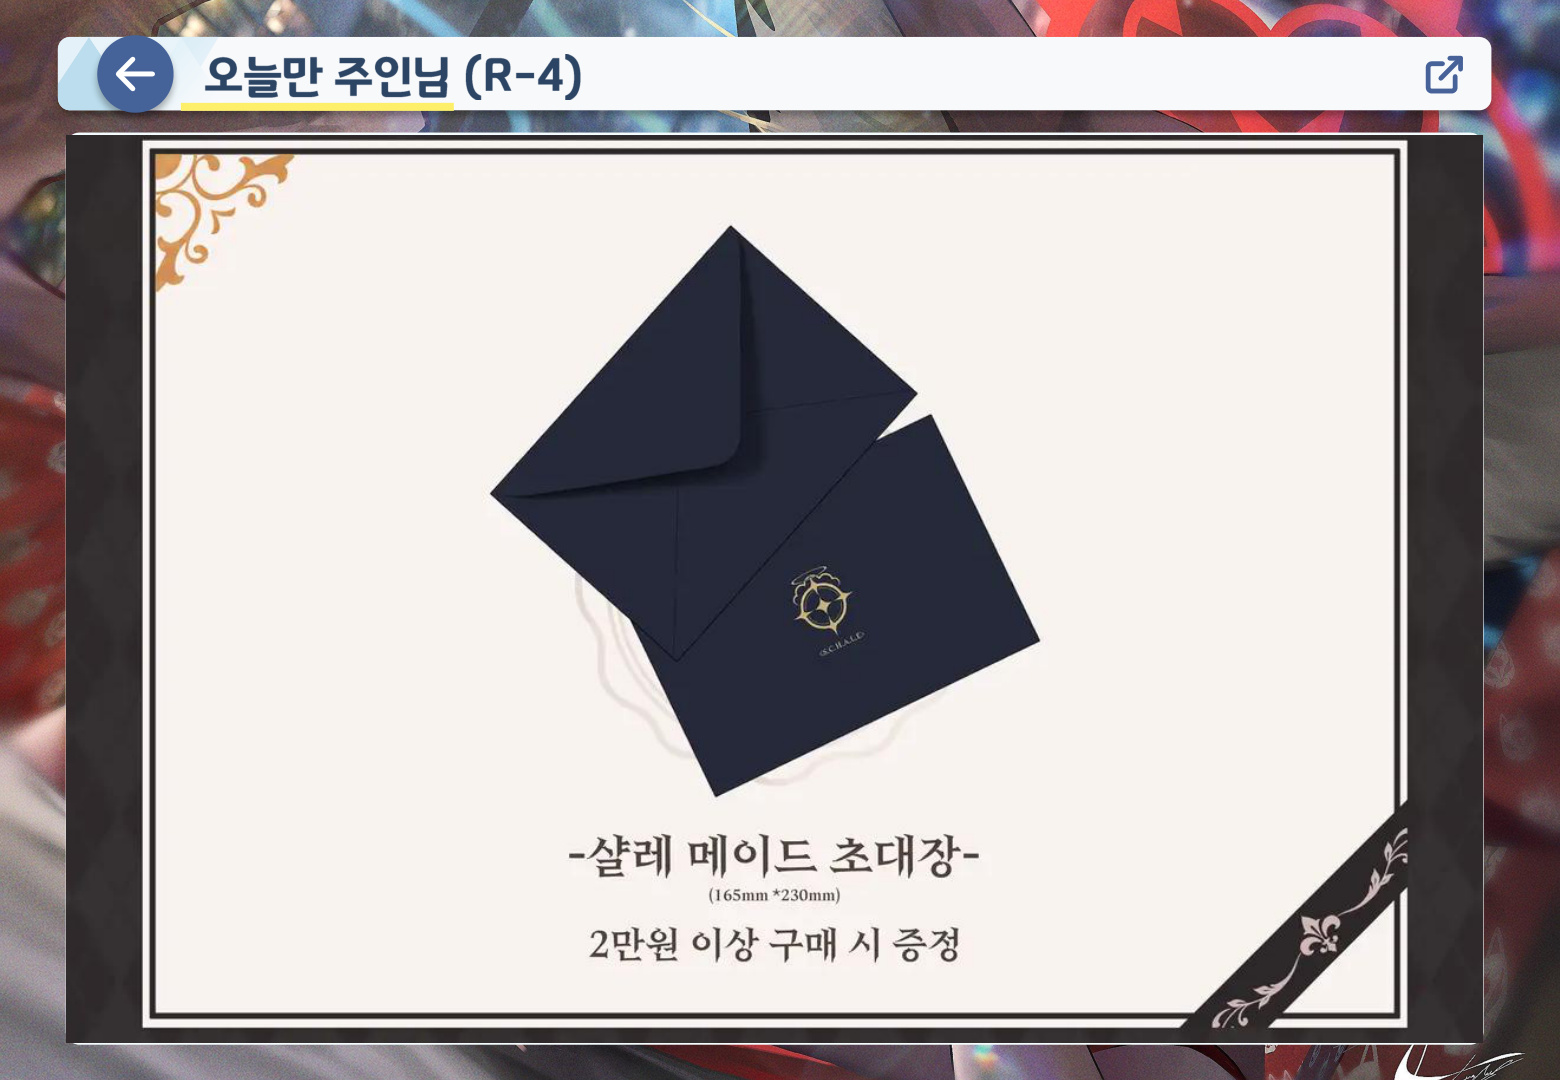 오늘만 주인님 (R-4)
<S.C.H.A.L.E>
-샬레 메이드 초대장-
(165mm *230mm)
2만원 이상 구매 시 증정